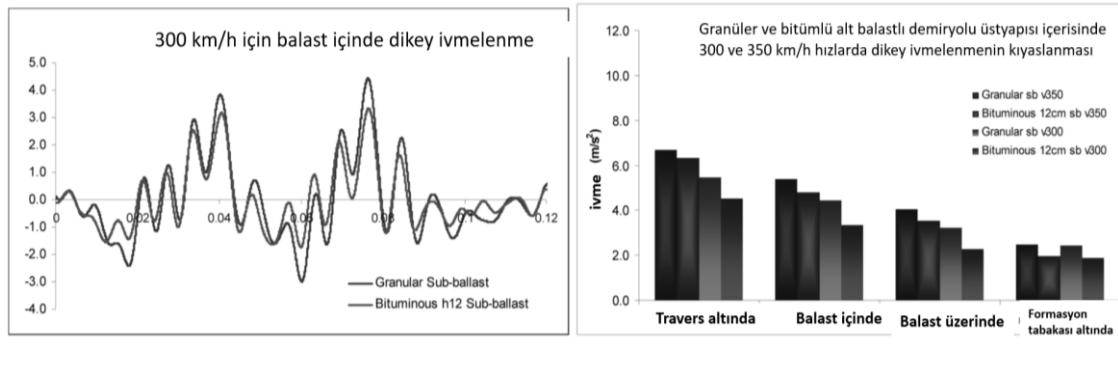 300 km/h için balast içinde dikey ivmelenme
5.0
4.0
3.0
2.0
1.0
0.0
-1.0
-2.0
-3.0
-4.0
0
0.02
0.04
0.06
0.08
0.1
0.12
Granular Sub-ballast
Bituminous h12 Sub-ballast
Granüler ve bitümlü alt balastlı demiryolu üstyapısı içerisinde
300 ve 350 km/h hızlarda dikey ivmelenmenin kıyaslanması
12.0
10.0
8.0
6.0
4.0
2.0
0.0
ivme (m/s²)
Granular sb v350
Bituminous 12cm sb v350
Granular sb v300
Bituminous 12cm sb v300
Travers altında
Balast içinde
Balast üzerinde
Formasyon
tabakası altında